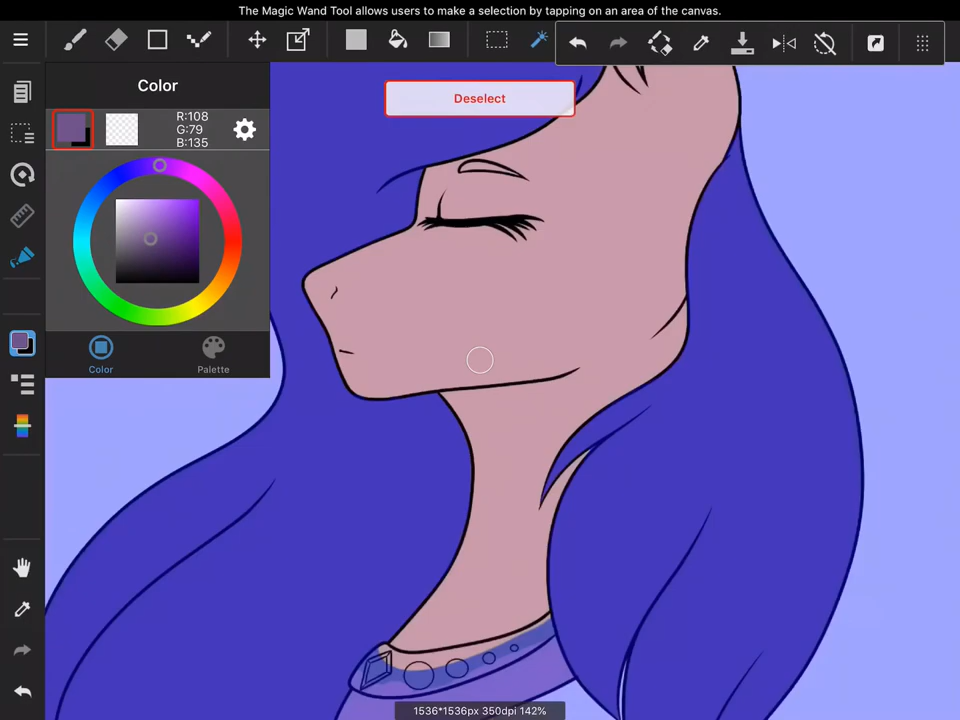 The Magic Wand Tool allows users to make a selection by tapping on an area of the canvas.
Color
Deselect
R:108
G:79
B:135
Color
Palette
1536*1536px 350dpi 142%